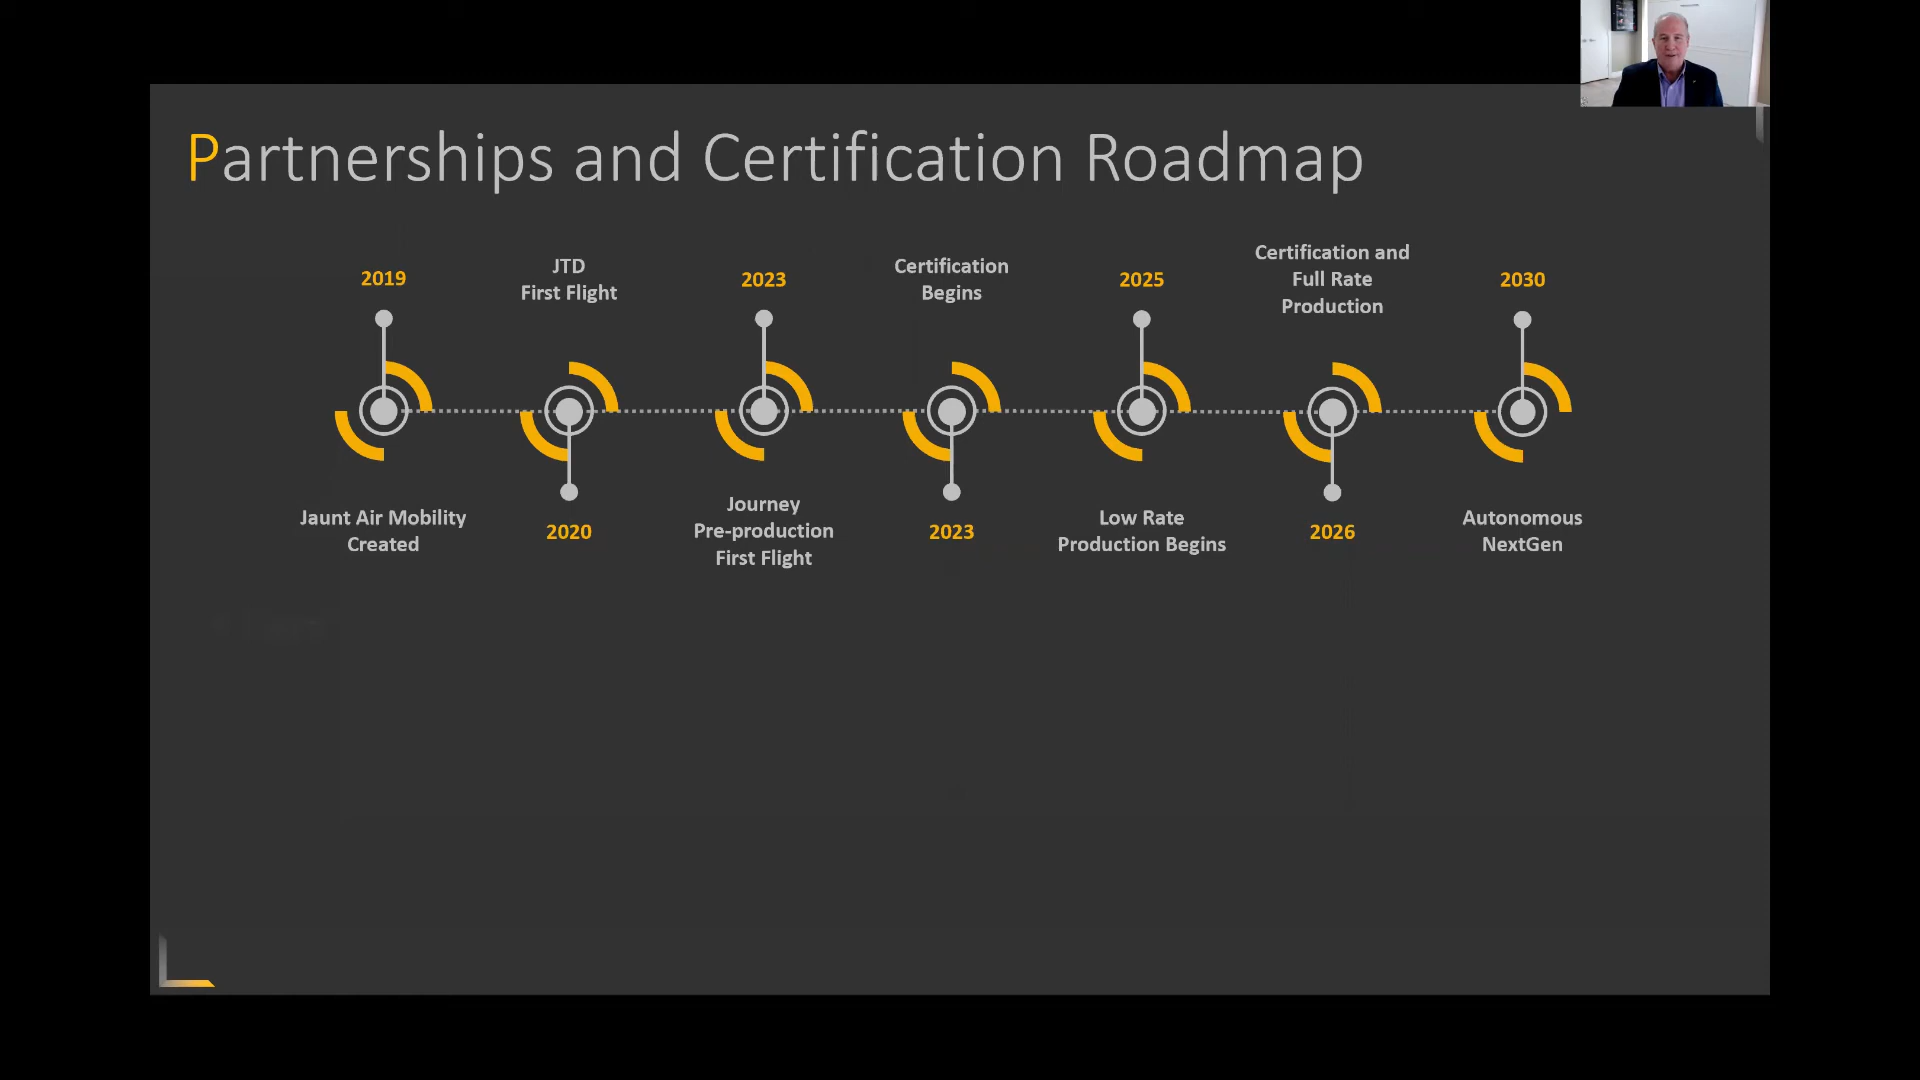 Partnerships and Certification Roadmap
2019
Jaunt Air Mobility
Created
JTD
First Flight
2020
2023
Journey
Pre-production
First Flight
Certification
Begins
2023
2025
Low Rate
Production Begins
Certification and
Full Rate
Production
2026
2030
Autonomous
NextGen